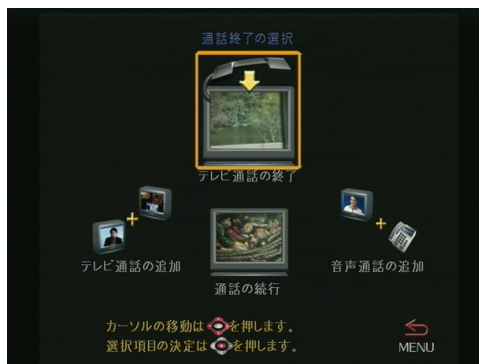 通話終了の選択
テレビ通話の終了
テレビ通話の追加
音声通話の追加
通話の続行
カーソルの移動はを押します。
選択項目の決定はを押します。
MENU